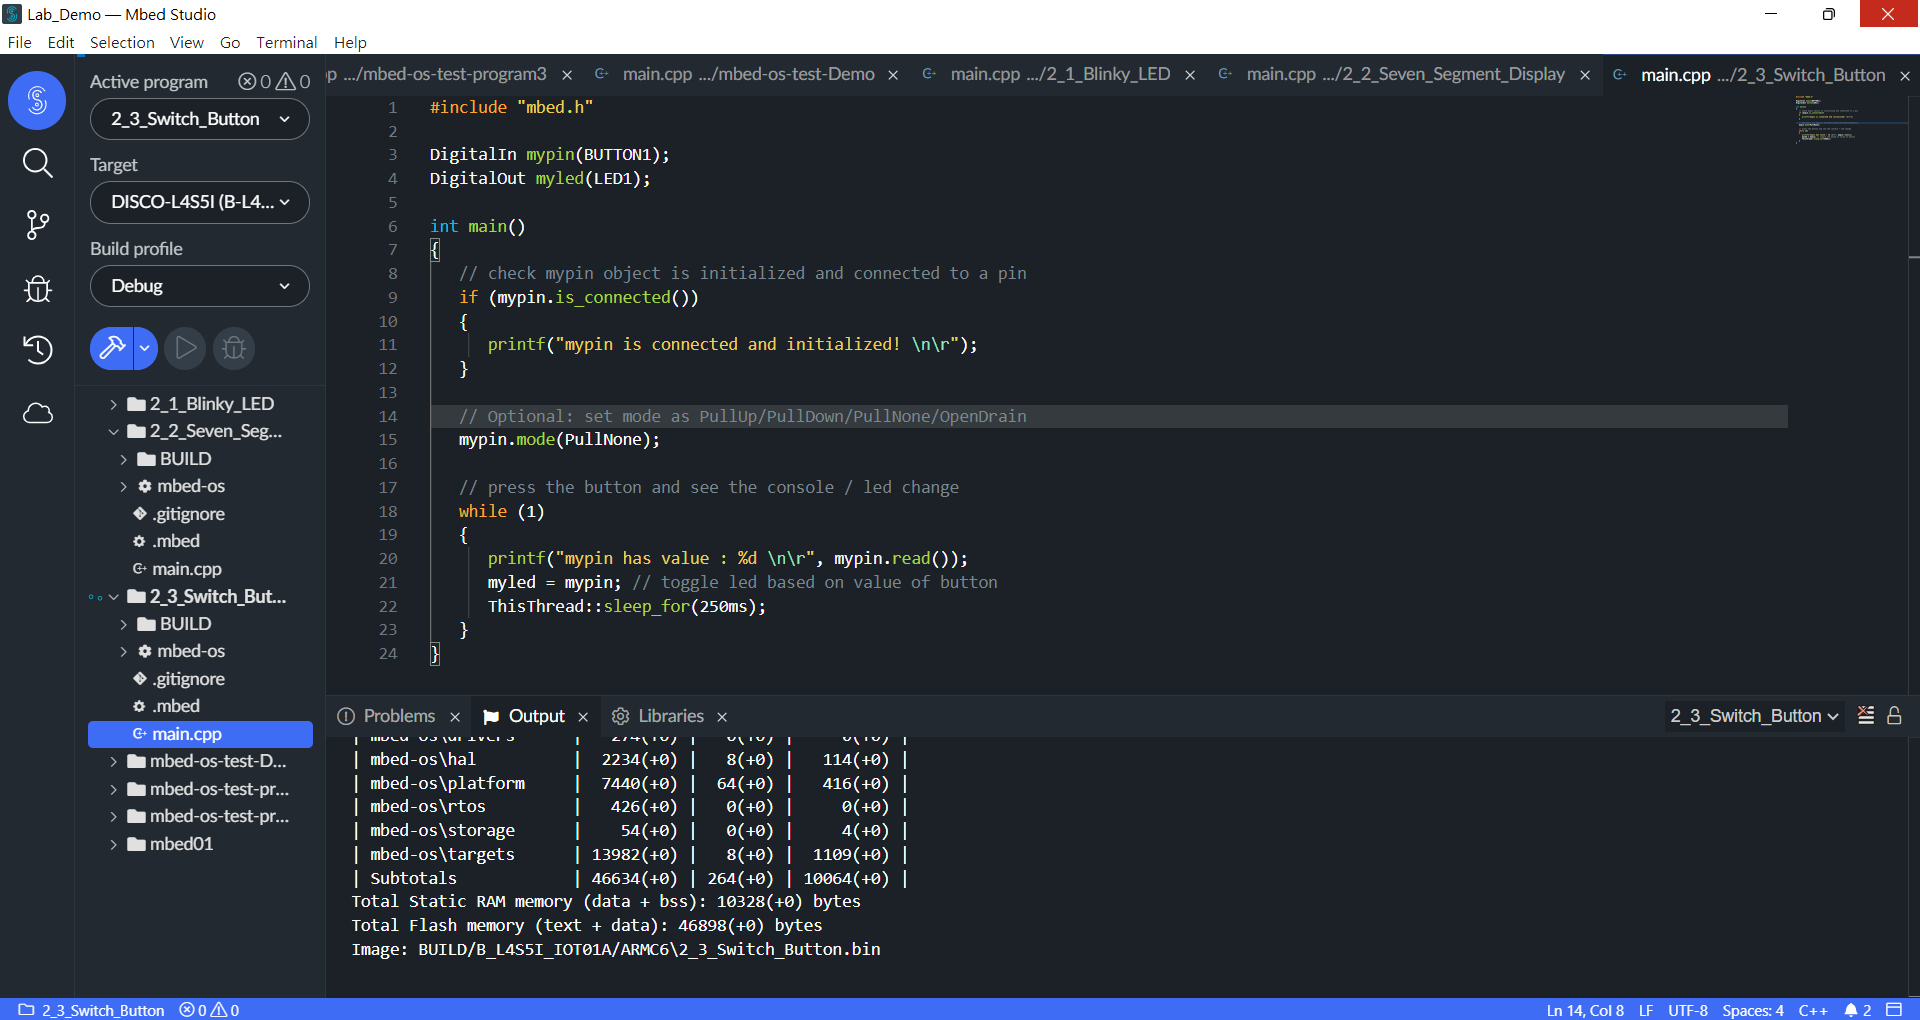 Lab_Demo — Mbed Studio
File Edit Selection View Go Terminal Help
Active program 0 0
2_3_Switch_Button
Target
DISCO-L4S5I (B-L4...
Build profile
Debug
2_1_Blinky_LED
2_2_Seven_Seg...
BUILD
mbed-os
.gitignore
.mbed
main.cpp
2_3_Switch_But...
BUILD
mbed-os
.gitignore
.mbed
main.cpp
mbed-os-test-D...
mbed-os-test-pr...
mbed-os-test-pr...
mbed01
p .../mbed-os-test-program3 main.cpp .../mbed-os-test-Demo main.cpp .../2_1_Blinky_LED main.cpp .../2_2_Seven_Segment_Display main.cpp .../2_3_Switch_Button
1 #include "mbed.h"
2
3 DigitalIn mypin(BUTTON1);
4 DigitalOut myled(LED1);
5
6 int main()
7 {
8 // check mypin object is initialized and connected to a pin
9 if (mypin.is_connected())
10 {
11 printf("mypin is connected and initialized! \n\r");
12 }
13
14 // Optional: set mode as PullUp/PullDown/PullNone/OpenDrain
15 mypin.mode(PullNone);
16
17 // press the button and see the console / led change
18 while (1)
19 {
20 printf("mypin has value : %d \n\r", mypin.read());
21 myled = mypin; // toggle led based on value of button
22 ThisThread::sleep_for(250ms);
23 }
24 }
Problems Output Libraries 2_3_Switch_Button
| mbed-os\drivers | 274(+0) | 0(+0) | 0(+0) |
| mbed-os\hal | 2234(+0) | 8(+0) | 114(+0) |
| mbed-os\platform | 7440(+0) | 64(+0) | 416(+0) |
| mbed-os\rtos | 426(+0) | 0(+0) | 0(+0) |
| mbed-os\storage | 54(+0) | 0(+0) | 4(+0) |
| mbed-os\targets | 13982(+0) | 8(+0) | 1109(+0) |
| Subtotals | 46634(+0) | 264(+0) | 10064(+0) |
Total Static RAM memory (data + bss): 10328(+0) bytes
Total Flash memory (text + data): 46898(+0) bytes
Image: BUILD/B_L4S5I_IOT01A/ARMC6\2_3_Switch_Button.bin
2_3_Switch_Button 0 0 Ln 14, Col 8 LF UTF-8 Spaces: 4 C++ 2